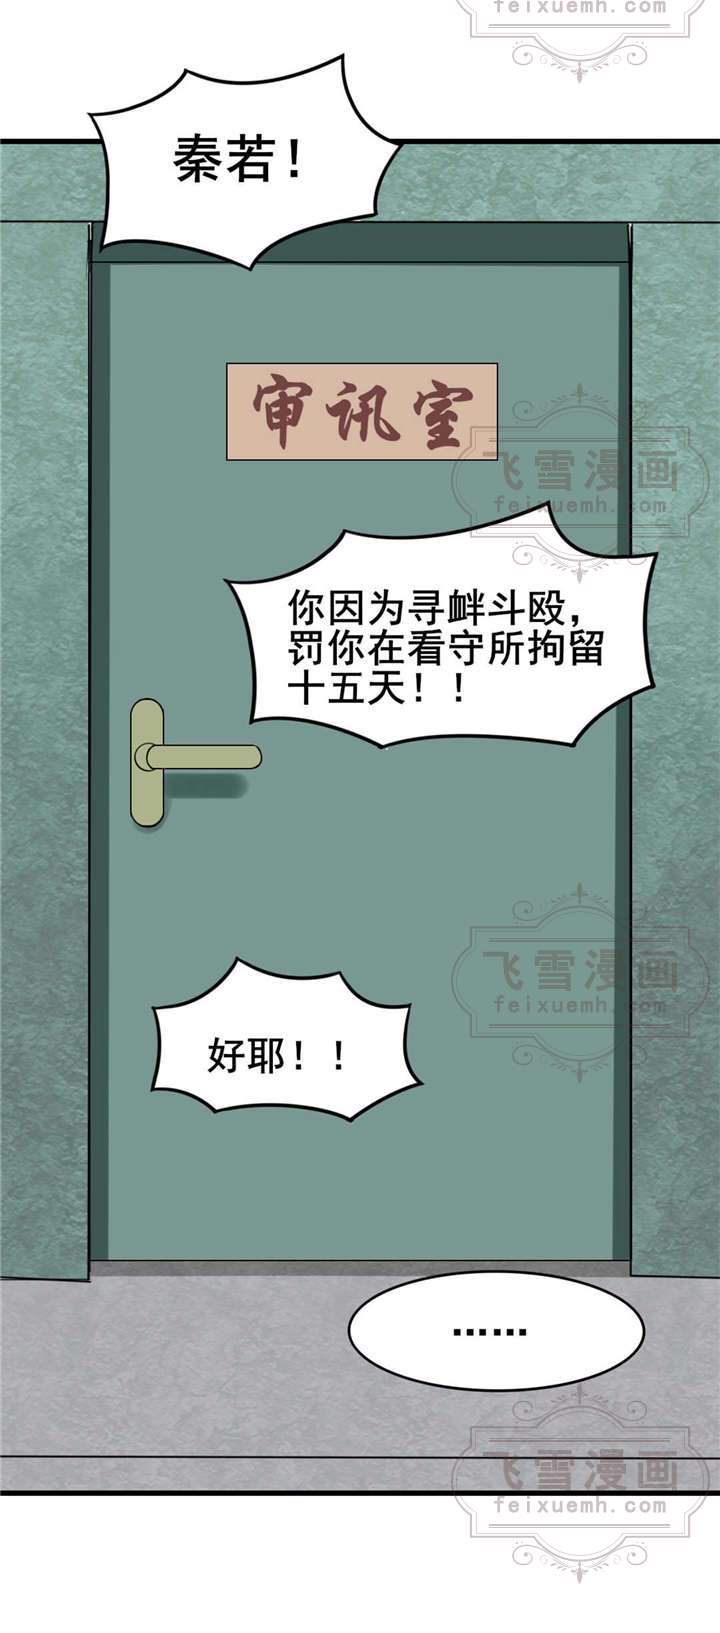 feixuemh.com
秦若！
审讯室
飞雪漫画
feixuemh.com
你因为寻衅斗殴，
罚你在看守所拘留
十五天！！
飞雪漫画
feixuemh.com
好耶！！
……
飞雪漫画
feixuemh.com